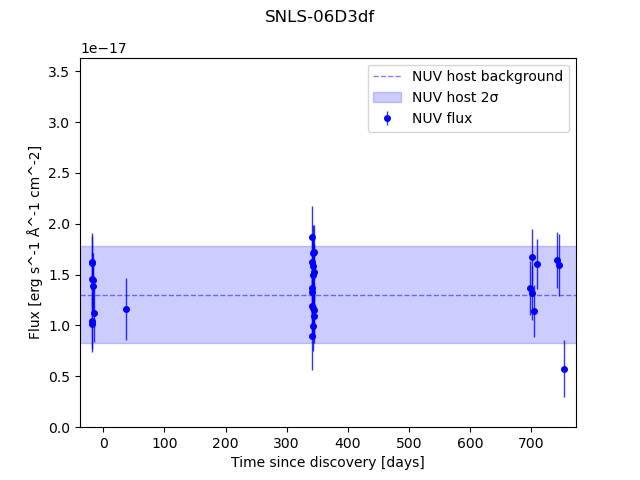 SNLS-06D3df
1e−17
NUV host background
NUV host 2σ
NUV flux
Flux [erg s^-1 Å^-1 cm^-2]
3.5
3.0
2.5
2.0
1.5
1.0
0.5
0.0
0 100 200 300 400 500 600 700
Time since discovery [days]